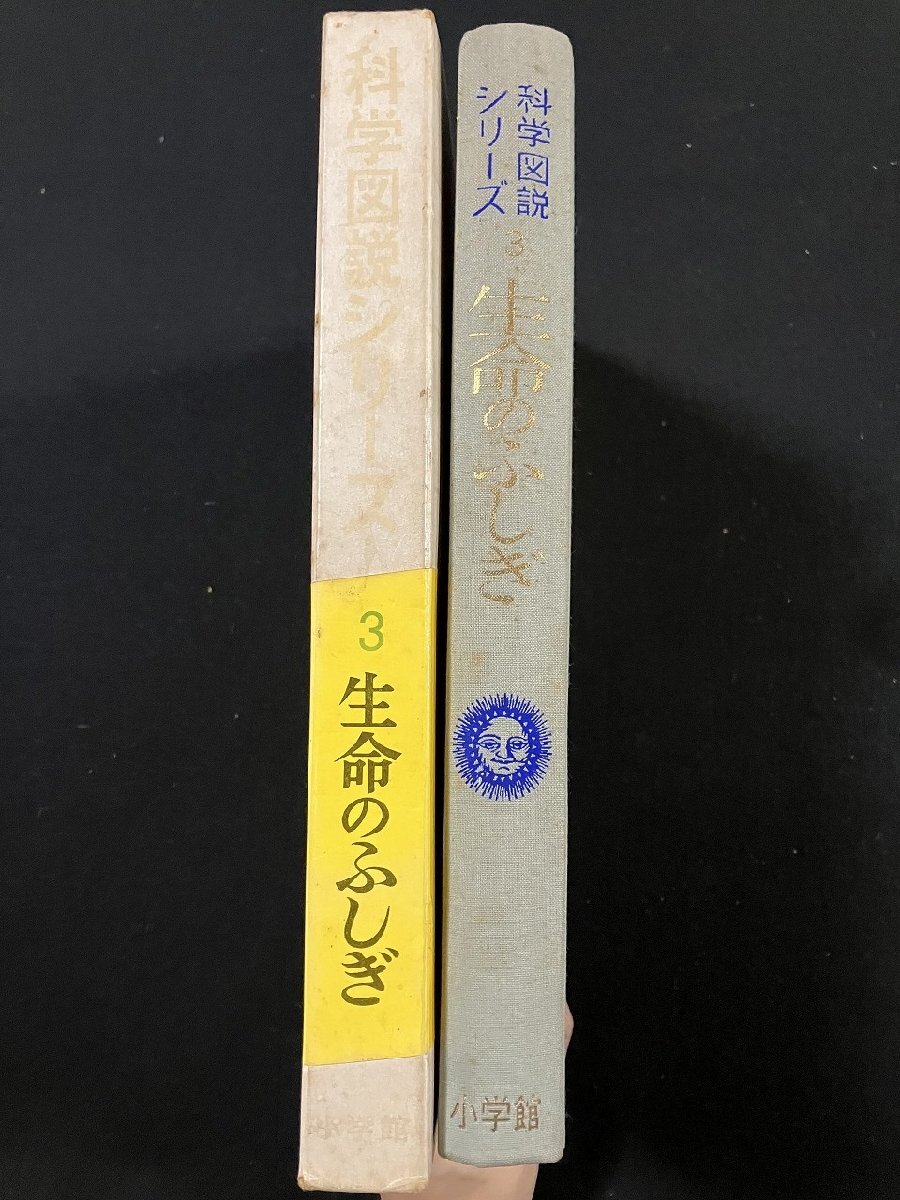 科学図説シリーズ
3
生命のふしぎ
小学館
科学図説
シリーズ
3
生命のふしぎ
小学館